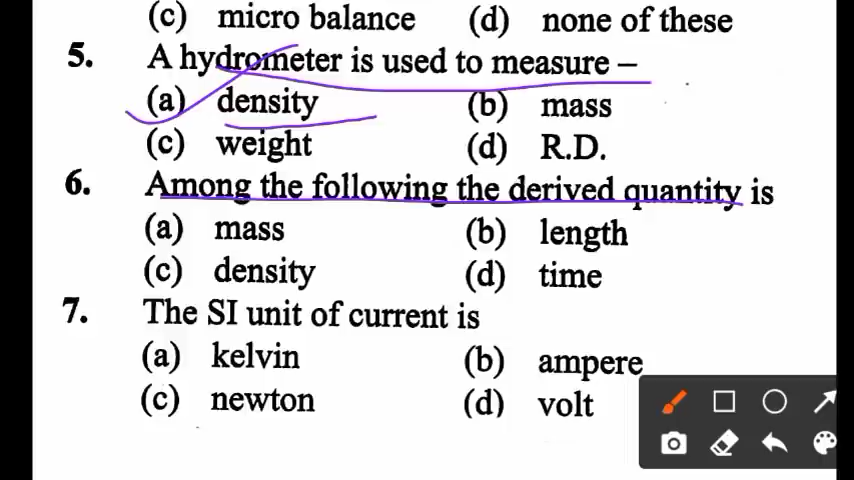 (c) micro balance (d) none of these
5. A hydrometer is used to measure –
(a) density (b) mass
(c) weight (d) R.D.
6. Among the following the derived quantity is
(a) mass (b) length
(c) density (d) time
7. The SI unit of current is
(a) kelvin (b) ampere
(c) newton (d) volt